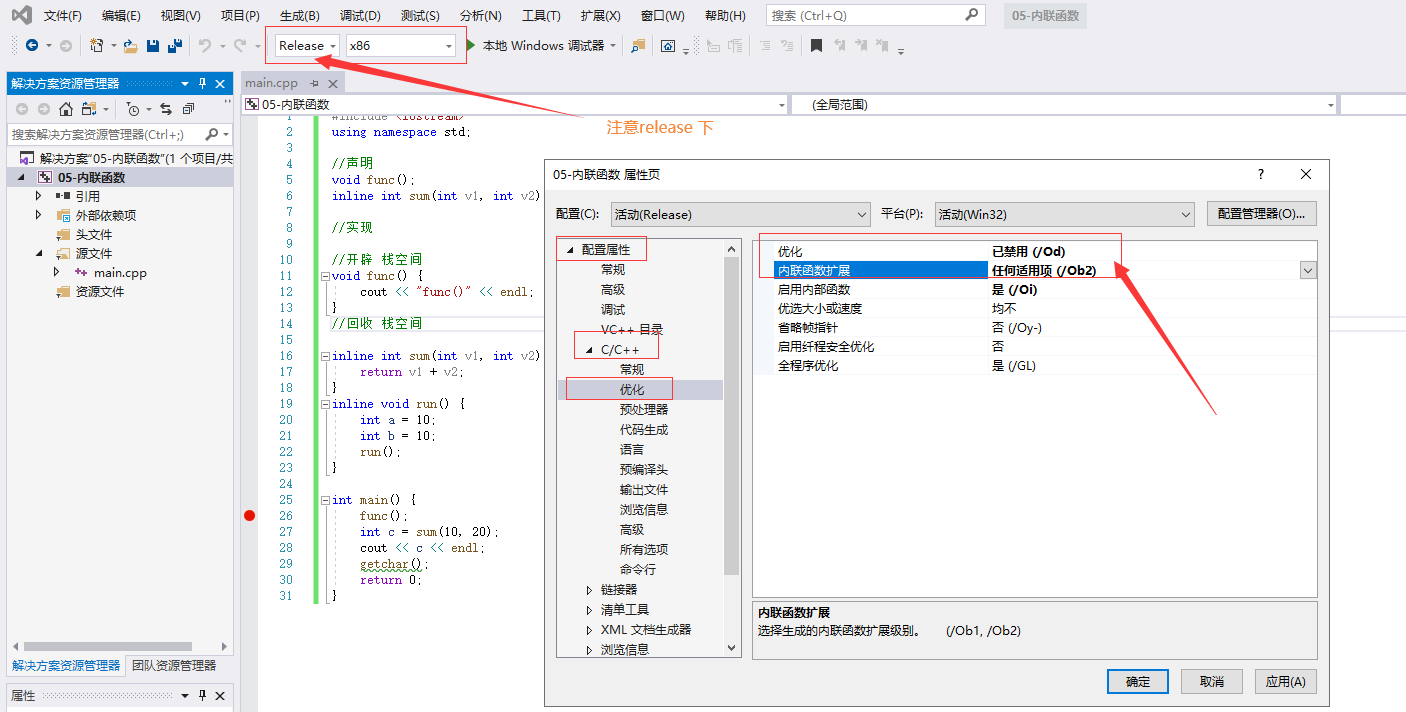 文件(F) 编辑(E) 视图(V) 项目(P) 生成(B) 调试(D) 测试(S) 分析(N) 工具(T) 扩展(X) 窗口(W) 帮助(H) 搜索 (Ctrl+Q) 05-内联函数
Release x86 本地 Windows 调试器
解决方案资源管理器
搜索解决方案资源管理器(Ctrl+;)
解决方案"05-内联函数"(1 个项目/共
05-内联函数
引用
外部依赖项
头文件
源文件
main.cpp
资源文件
解决方案资源管理器 团队资源管理器
属性
main.cpp
05-内联函数 (全局范围)
注意release 下
1 #include <iostream>
2 using namespace std;
3
4 //声明
5 void func();
6 inline int sum(int v1, int v2)
7
8 //实现
9
10 //开辟 栈空间
11 void func() {
12 cout << "func()" << endl;
13 }
14 //回收 栈空间
15
16 inline int sum(int v1, int v2)
17 return v1 + v2;
18 }
19 inline void run() {
20 int a = 10;
21 int b = 10;
22 run();
23 }
24
25 int main() {
26 func();
27 int c = sum(10, 20);
28 cout << c << endl;
29 getchar();
30 return 0;
31 }
05-内联函数 属性页 ?
配置(C): 活动(Release) 平台(P): 活动(Win32) 配置管理器(O)...
配置属性
常规
高级
调试
VC++ 目录
C/C++
常规
优化
预处理器
代码生成
语言
预编译头
输出文件
浏览信息
高级
所有选项
命令行
链接器
清单工具
XML 文档生成器
浏览信息
优化 已禁用 (/Od)
内联函数扩展 任何适用项 (/Ob2)
启用内部函数 是 (/Oi)
优选大小或速度 均不
省略帧指针 否 (/Oy-)
启用纤程安全优化 否
全程序优化 是 (/GL)
内联函数扩展
选择生成的内联函数扩展级别。 (/Ob1, /Ob2)
确定 取消 应用(A)